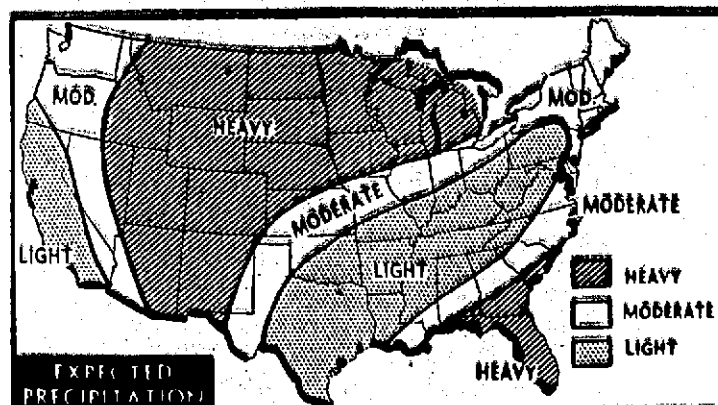 MOD.
HEAVY
MOD.
MODERATE
MODERATE
LIGHT
LIGHT
HEAVY
MODERATE
LIGHT
HEAVY
EXPECTED
PRECIPITATION